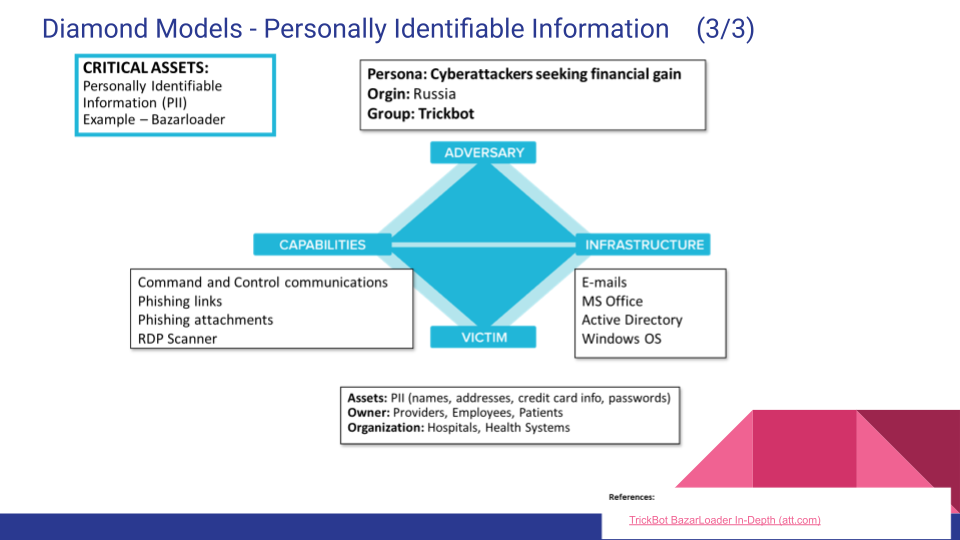 Diamond Models - Personally Identifiable Information (3/3)
CRITICAL ASSETS:
Personally Identifiable
Information (PII)
Example – Bazarloader
Persona: Cyberattackers seeking financial gain
Orgin: Russia
Group: Trickbot
ADVERSARY
CAPABILITIES
INFRASTRUCTURE
Command and Control communications
Phishing links
Phishing attachments
RDP Scanner
E-mails
MS Office
Active Directory
Windows OS
VICTIM
Assets: PII (names, addresses, credit card info, passwords)
Owner: Providers, Employees, Patients
Organization: Hospitals, Health Systems
References:
TrickBot BazarLoader In-Depth (att.com)